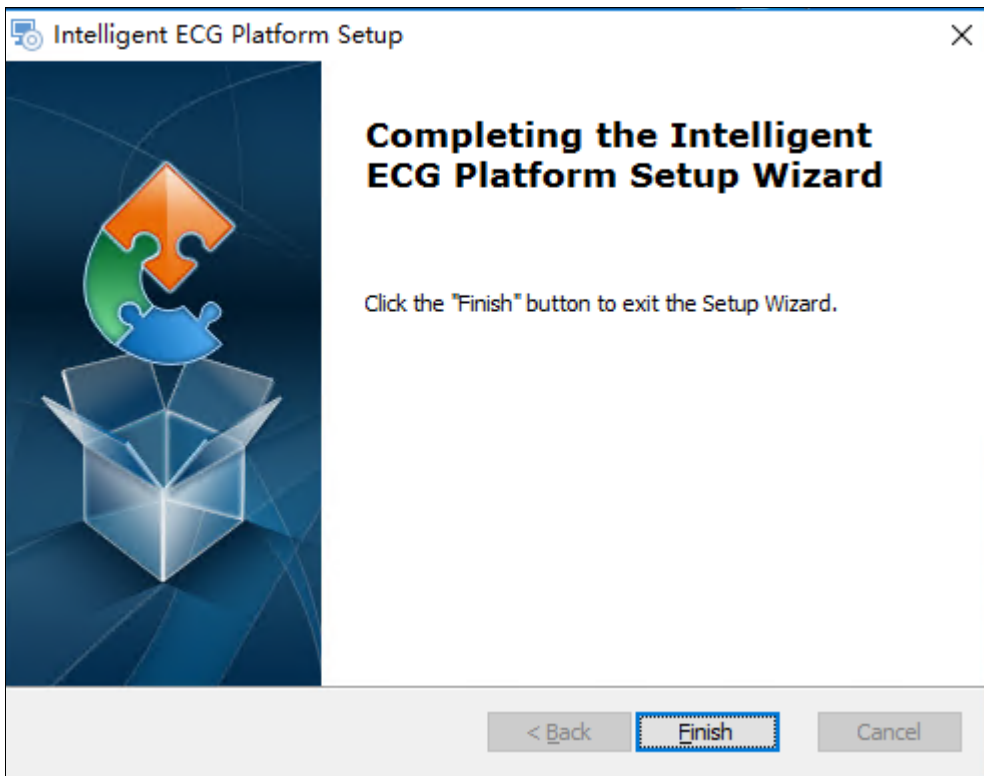 Intelligent ECG Platform Setup
Completing the Intelligent
ECG Platform Setup Wizard
Click the "Finish" button to exit the Setup Wizard.
< Back
Finish
Cancel